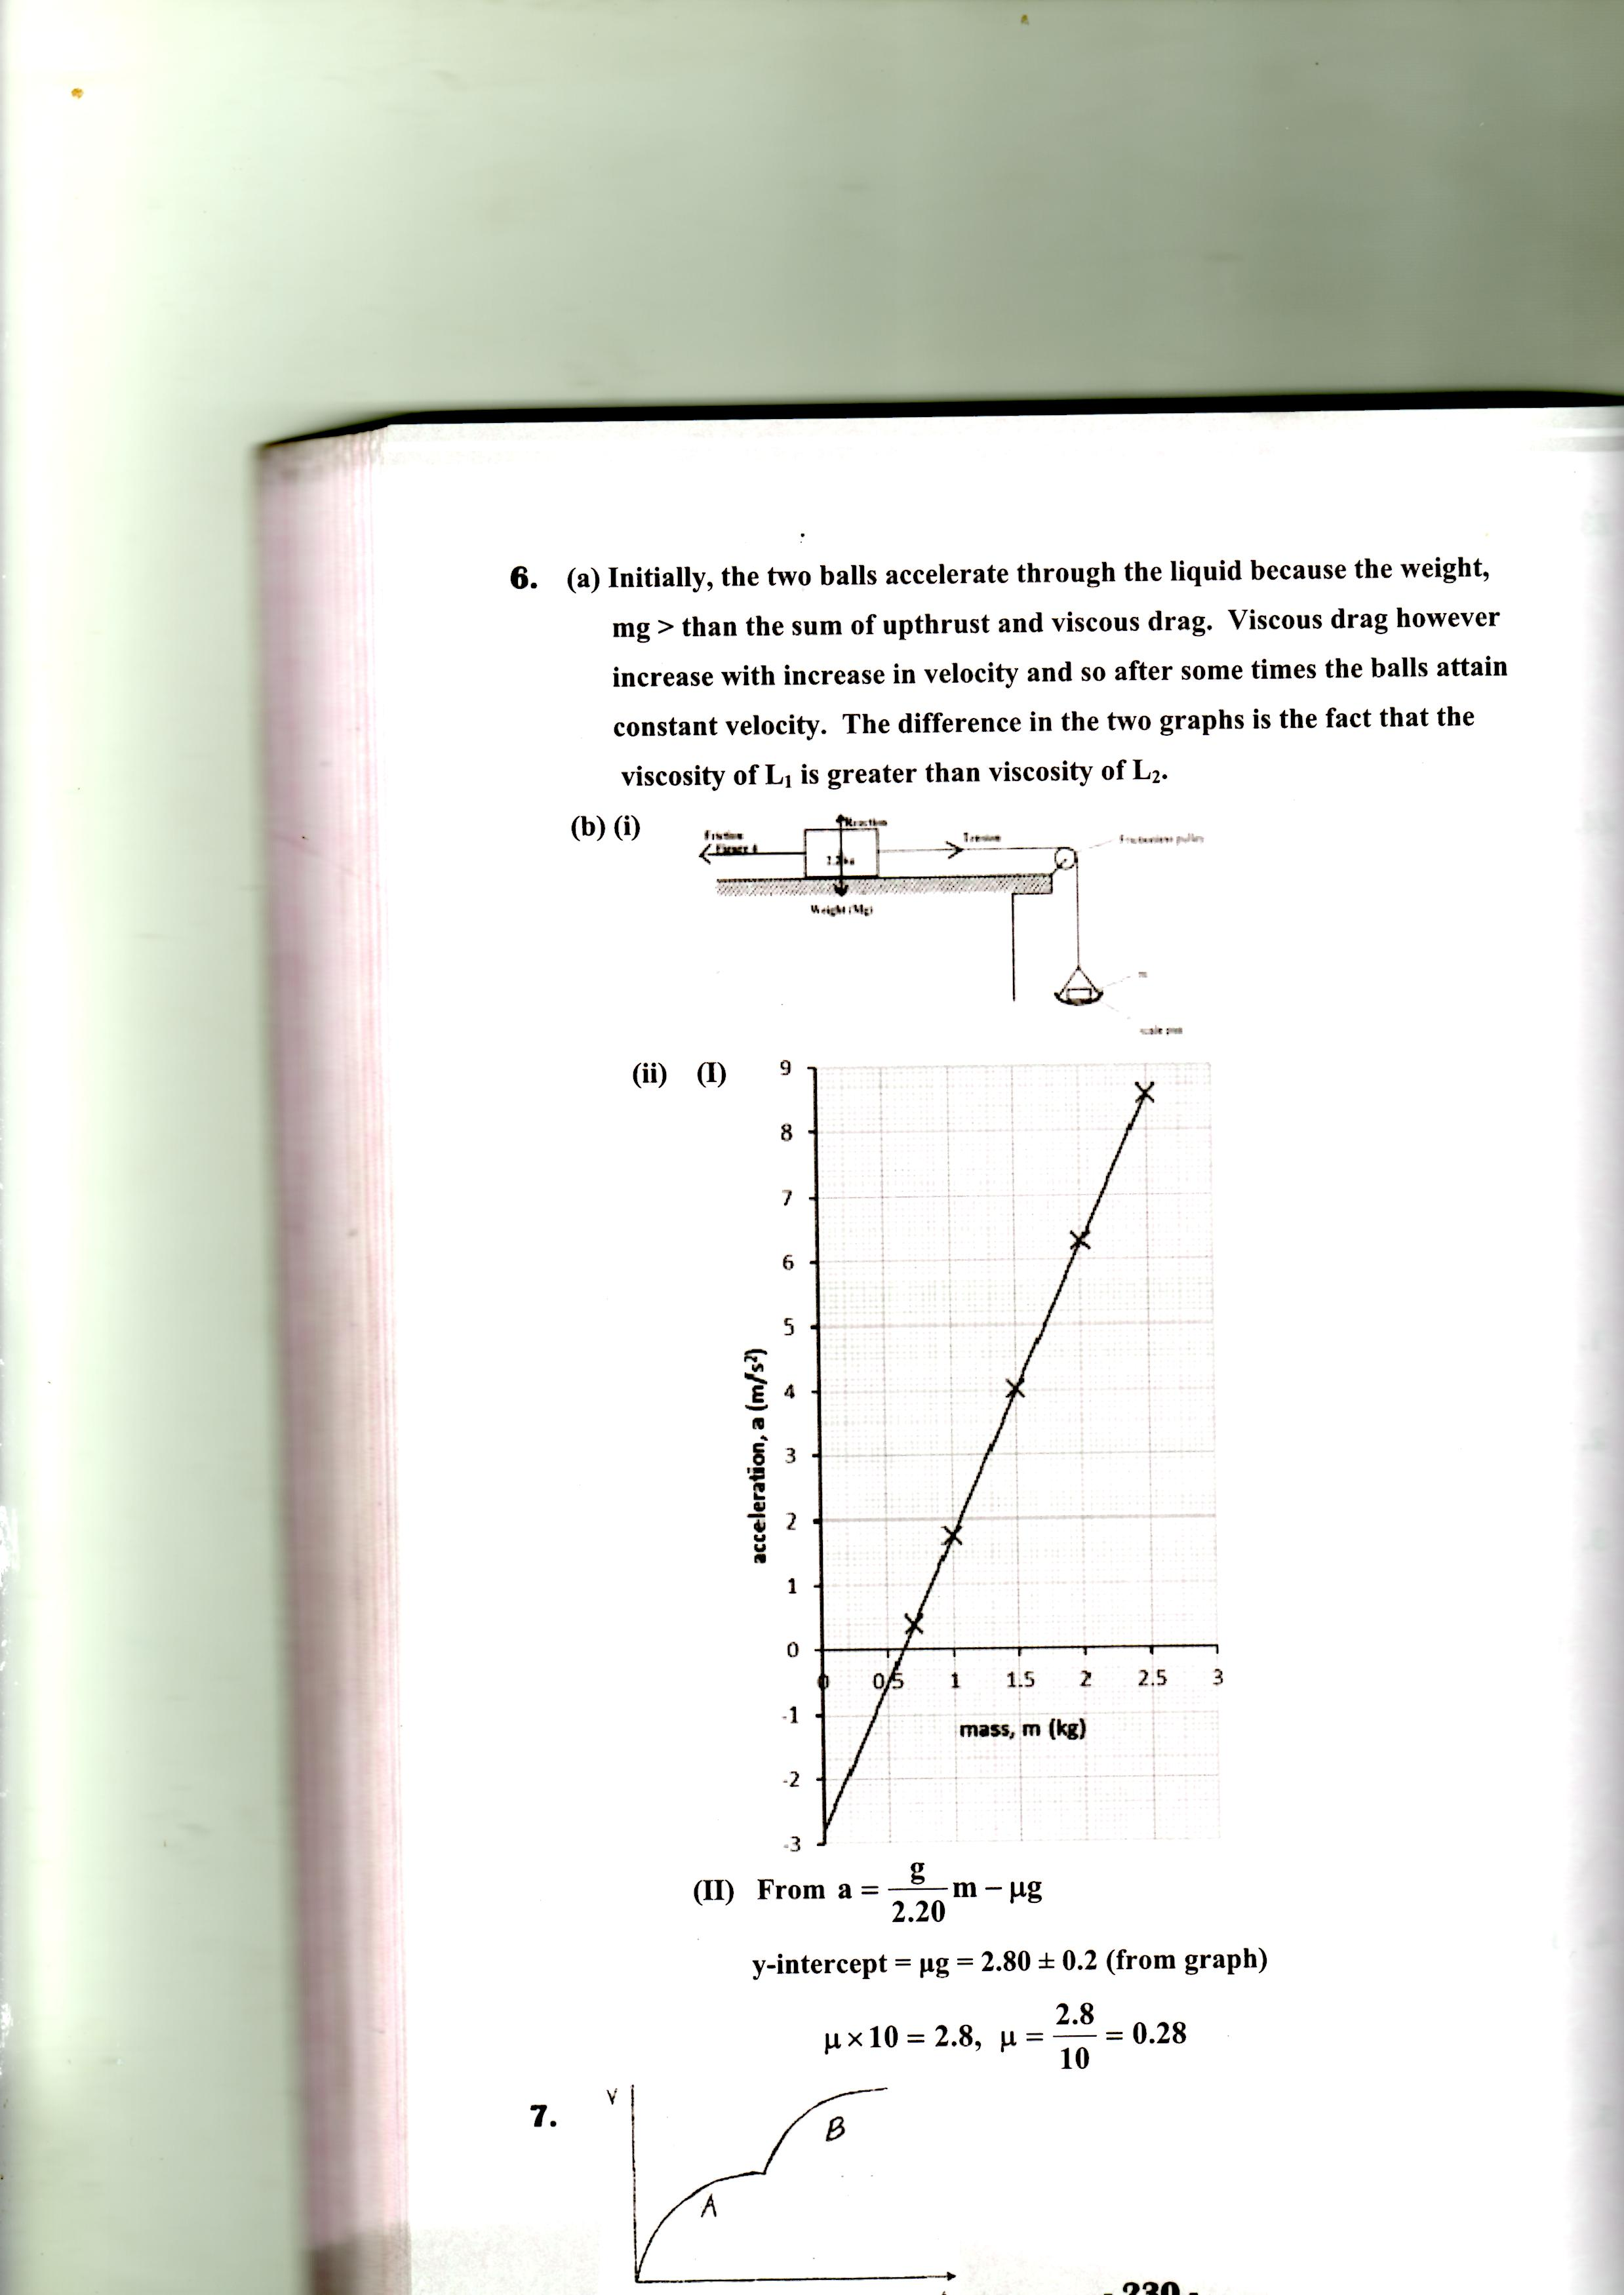 6. (a) Initially, the two balls accelerate through the liquid because the weight,
mg > than the sum of upthrust and viscous drag. Viscous drag however
increase with increase in velocity and so after some times the balls attain
constant velocity. The difference in the two graphs is the fact that the
viscosity of L₁ is greater than viscosity of L₂.
(b) (i)
Friction
Reaction
Tension
Frictionless pulley
Weight (Mg)
m
scale pan
(ii) (I)
9
8
7
6
5
4
3
2
1
0
-1
-2
-3
acceleration, a (m/s²)
0 0.5 1 1.5 2 2.5 3
mass, m (kg)
(II) From a = g/2.20 m − μg
y-intercept = μg = 2.80 ± 0.2 (from graph)
μ × 10 = 2.8, μ = 2.8/10 = 0.28
7.
V
B
A
- 230 -